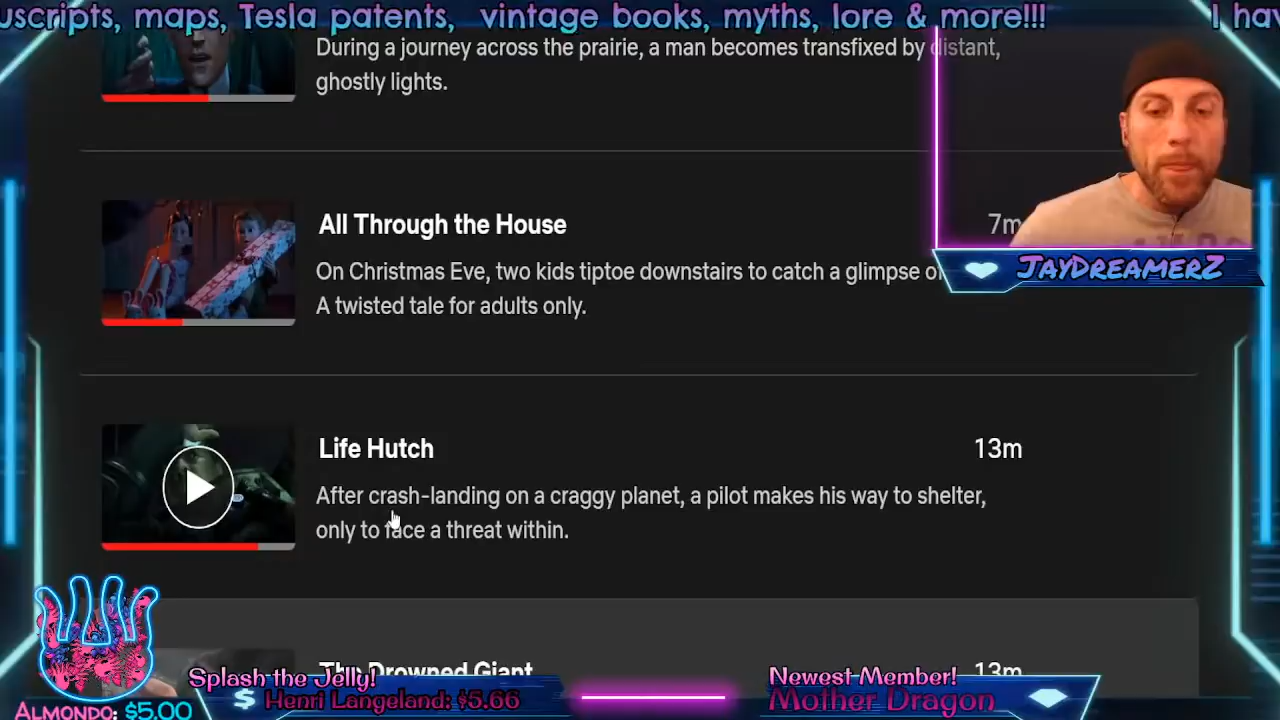 uscripts, maps, Tesla patents, vintage books, myths, lore & more!!! I hav
During a journey across the prairie, a man becomes transfixed by distant,
ghostly lights.
All Through the House
7m
On Christmas Eve, two kids tiptoe downstairs to catch a glimpse of
A twisted tale for adults only.
JayDreamerZ
Life Hutch
13m
After crash-landing on a craggy planet, a pilot makes his way to shelter,
only to face a threat within.
The Drowned Giant
13m
Splash the Jelly!
$ Henri Langeland: $5.66
Newest Member!
Mother Dragon
Almondo: $5.00